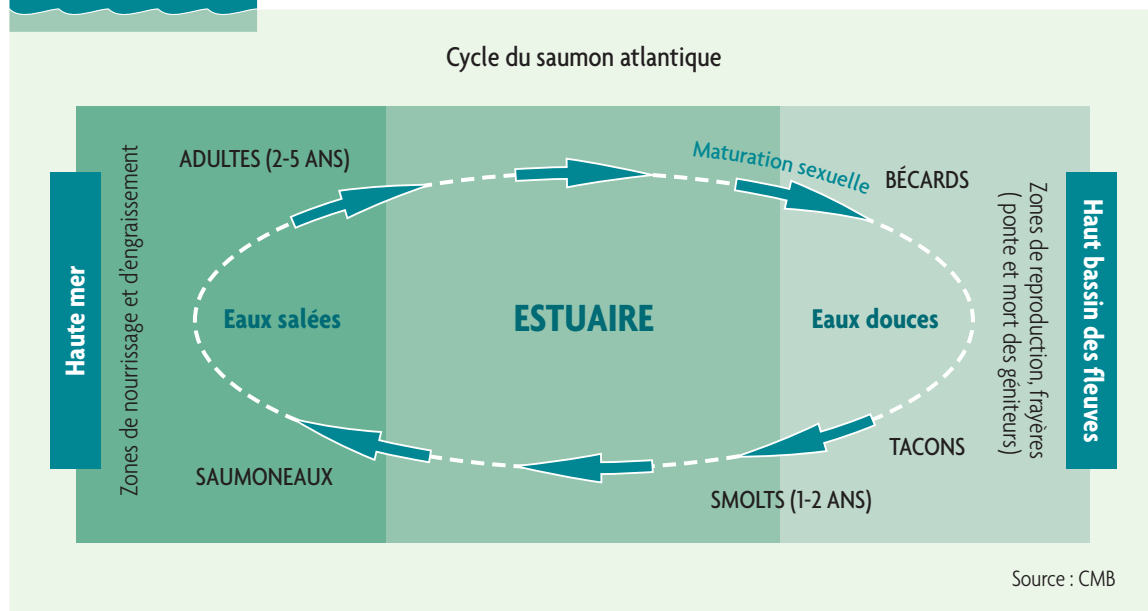 Cycle du saumon atlantique
Haute mer
Zones de nourrissage et d'engraissement
ADULTES (2-5 ANS)
Maturation sexuelle
BÉCARDS
Eaux salées
ESTUAIRE
Eaux douces
Zones de reproduction, frayères
( ponte et mort des géniteurs)
Haut bassin des fleuves
SAUMONEAUX
SMOLTS (1-2 ANS)
TACONS
Source : CMB